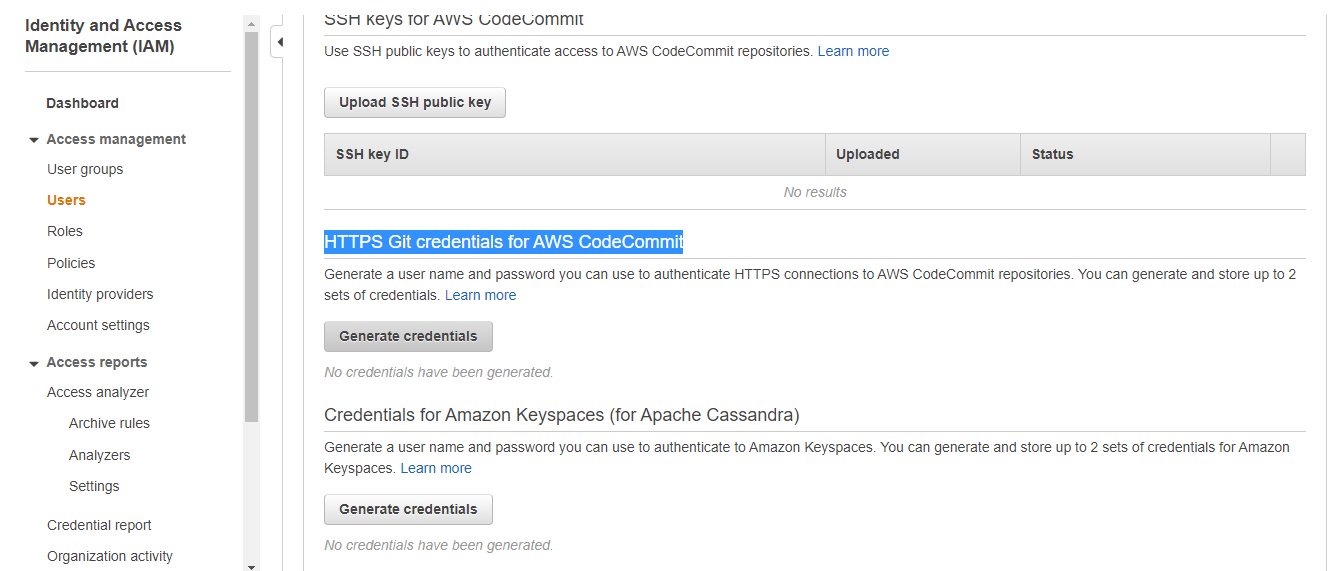 Identity and Access
Management (IAM)
Dashboard
Access management
User groups
Users
Roles
Policies
Identity providers
Account settings
Access reports
Access analyzer
Archive rules
Analyzers
Settings
Credential report
Organization activity
SSH keys for AWS CodeCommit
Use SSH public keys to authenticate access to AWS CodeCommit repositories. Learn more
Upload SSH public key
SSH key ID Uploaded Status
No results
HTTPS Git credentials for AWS CodeCommit
Generate a user name and password you can use to authenticate HTTPS connections to AWS CodeCommit repositories. You can generate and store up to 2
sets of credentials. Learn more
Generate credentials
No credentials have been generated.
Credentials for Amazon Keyspaces (for Apache Cassandra)
Generate a user name and password you can use to authenticate to Amazon Keyspaces. You can generate and store up to 2 sets of credentials for Amazon
Keyspaces. Learn more
Generate credentials
No credentials have been generated.